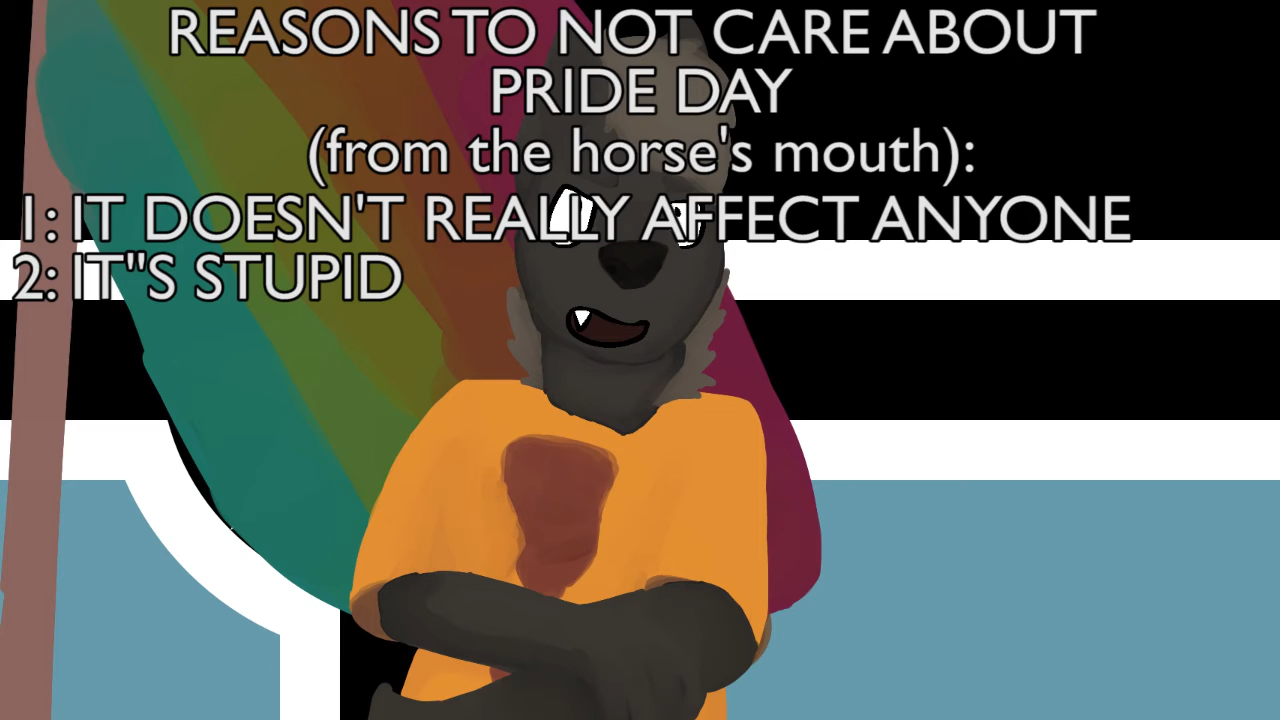 REASONS TO NOT CARE ABOUT
PRIDE DAY
(from the horse's mouth):
1: IT DOESN'T REALLY AFFECT ANYONE
2: IT"S STUPID